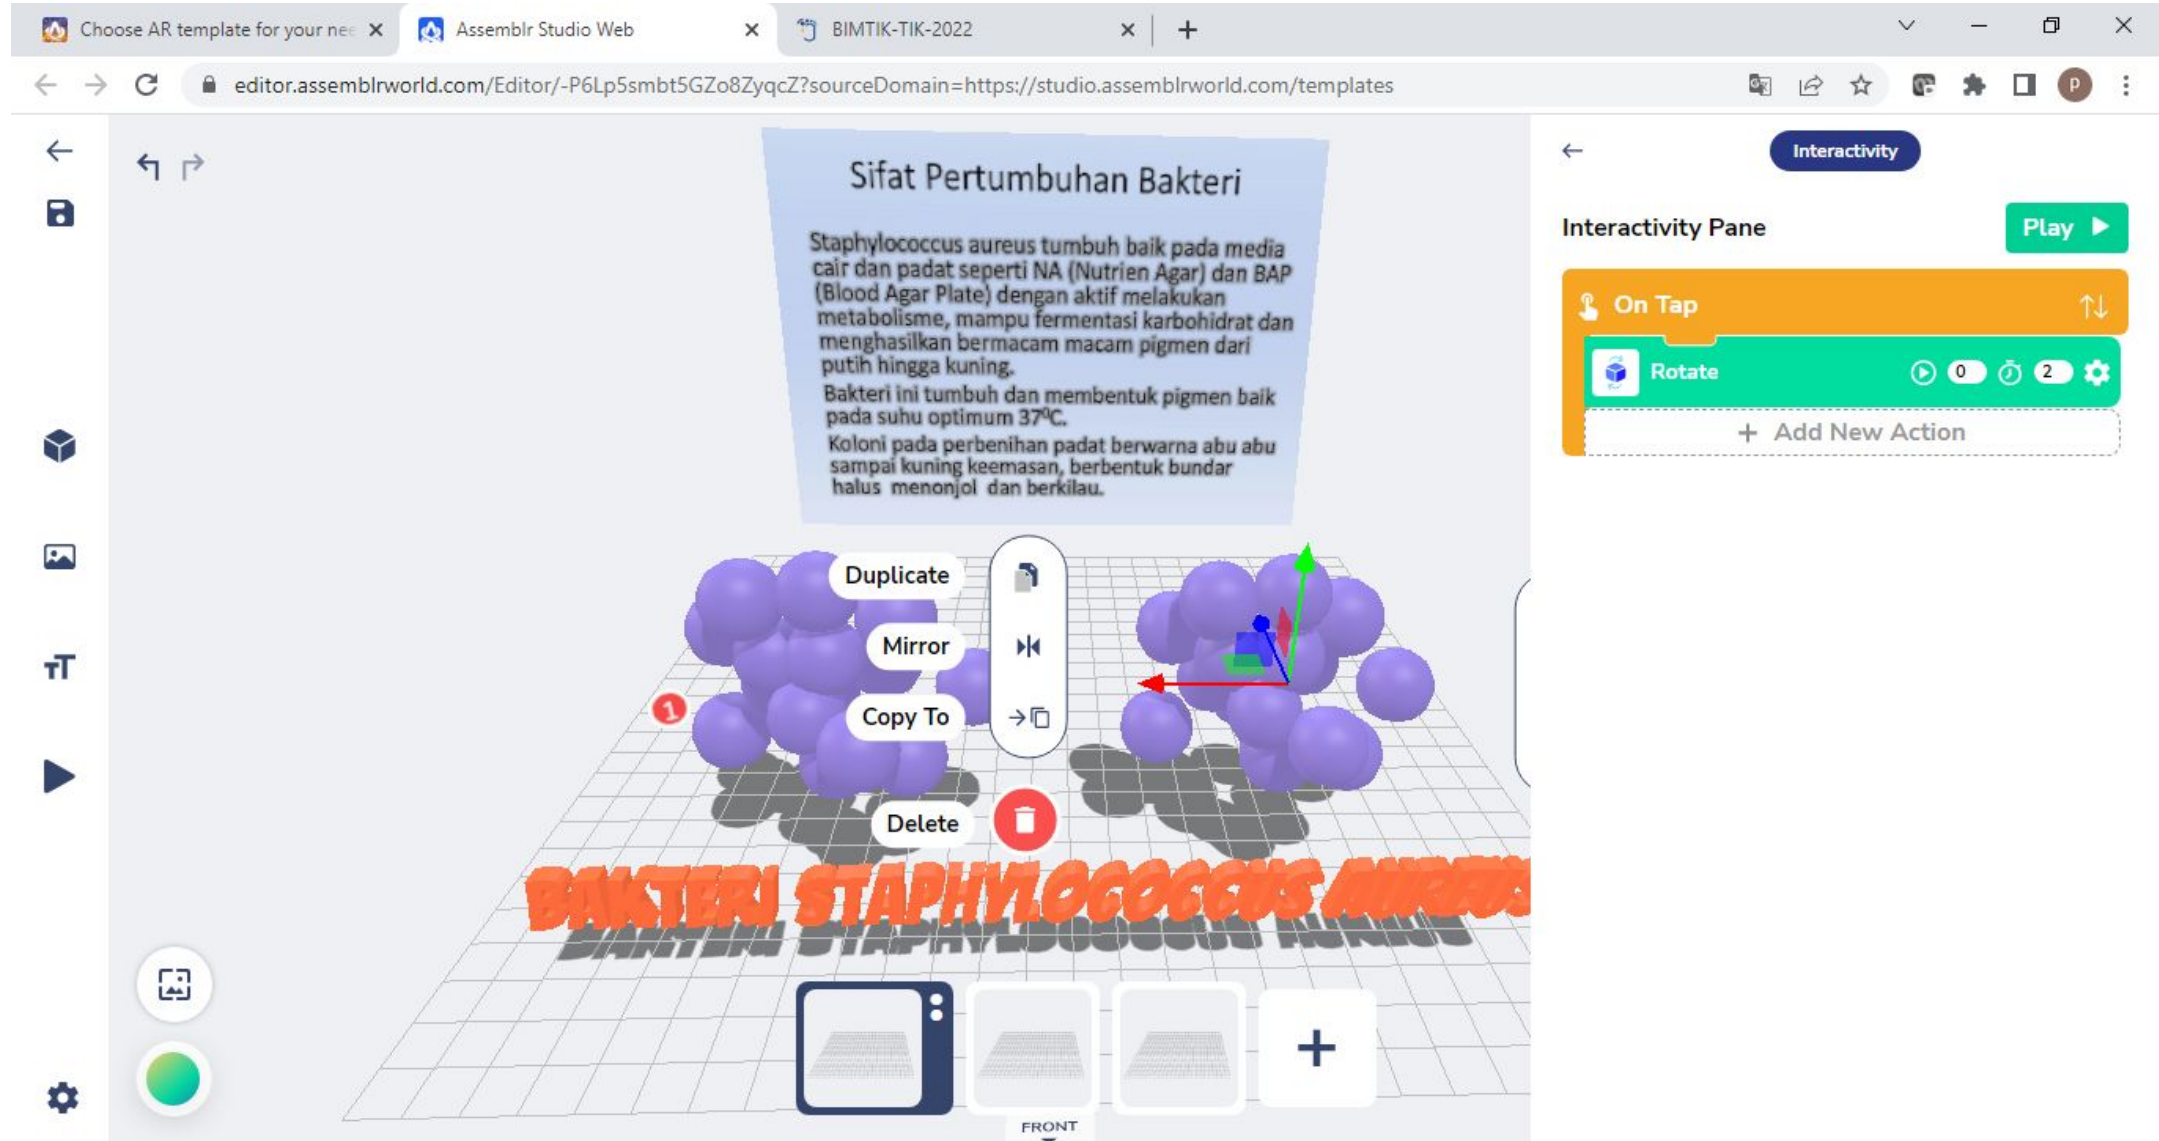 Choose AR template for your nee
Assemblr Studio Web
BIMTIK-TIK-2022
editor.assemblrworld.com/Editor/-P6Lp5smbt5GZo8ZyqcZ?sourceDomain=https://studio.assemblrworld.com/templates
P
Sifat Pertumbuhan Bakteri
Staphylococcus aureus tumbuh baik pada media
cair dan padat seperti NA (Nutrien Agar) dan BAP
(Blood Agar Plate) dengan aktif melakukan
metabolisme, mampu fermentasi karbohidrat dan
menghasilkan bermacam macam pigmen dari
putih hingga kuning.
Bakteri ini tumbuh dan membentuk pigmen baik
pada suhu optimum 37⁰C.
Koloni pada perbenihan padat berwarna abu abu
sampai kuning keemasan, berbentuk bundar
halus menonjol dan berkilau.
Duplicate
Mirror
Copy To
Delete
1
BAKTERI STAPHYLOCOCCUS AUREUS
FRONT
Interactivity
Interactivity Pane
Play
On Tap
Rotate 0 2
+ Add New Action